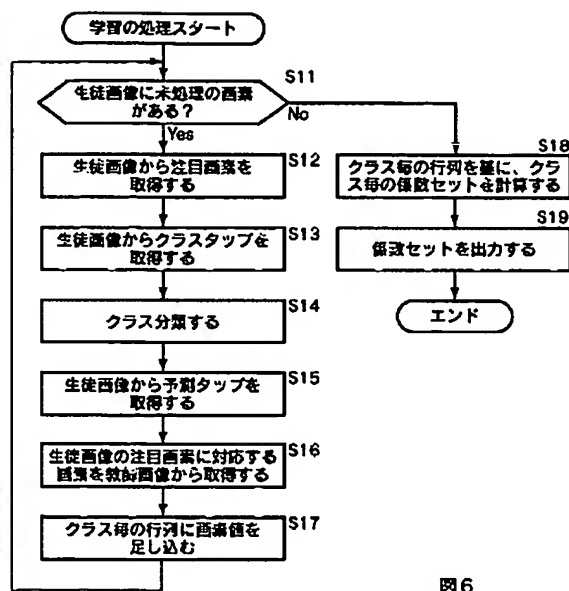 学習の処理スタート
S11
生徒画像に未処理の画素
がある?
No
Yes
S12
生徒画像から注目画素を
取得する
S13
生徒画像からクラスタップを
取得する
S14
クラス分類する
S15
生徒画像から予測タップを
取得する
S16
生徒画像の注目画素に対応する
画素を教師画像から取得する
S17
クラス毎の行列に画素値を
足し込む
S18
クラス毎の行列を基に、クラ
ス毎の係数セットを計算する
S19
係数セットを出力する
エンド
図6